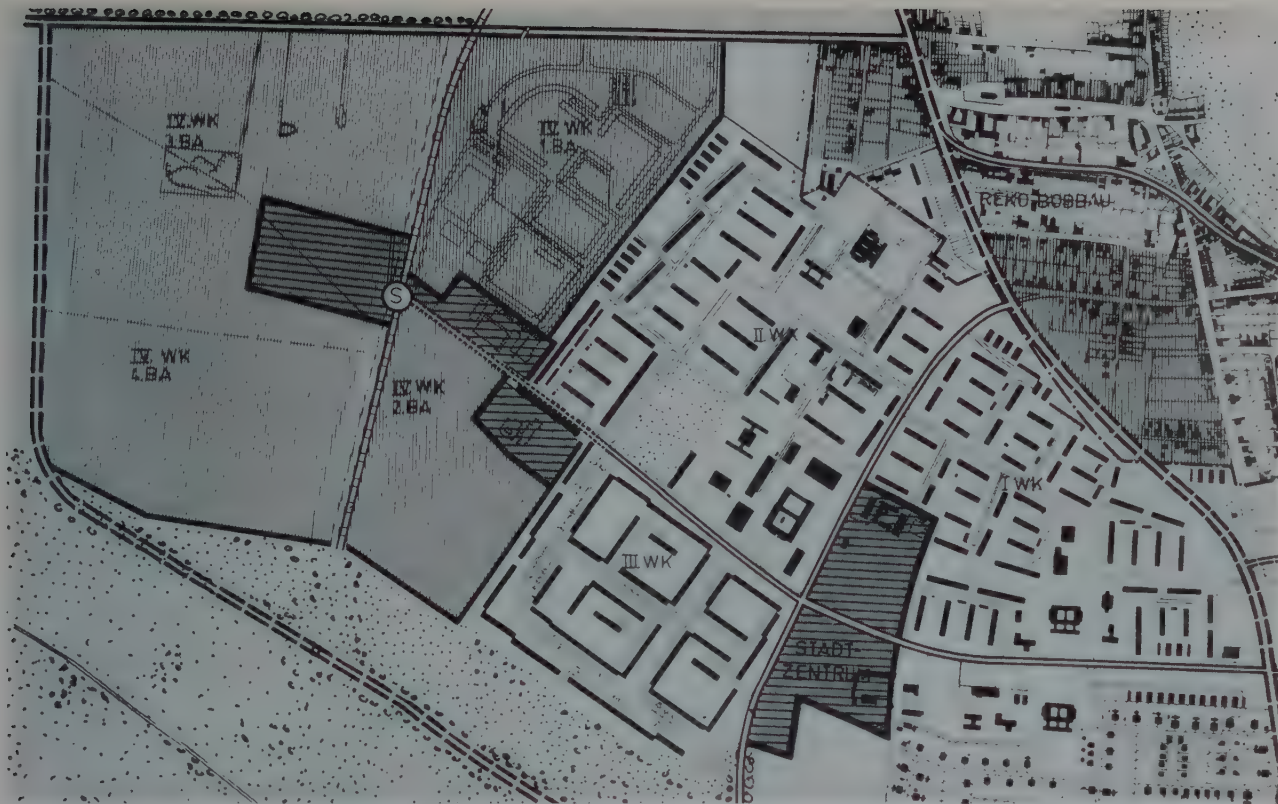 IV. WK
3. BA
IV. WK
1. BA
REKO BOBBAU
S
II WK
IV. WK
4. BA
IV. WK
2. BA
I WK
III WK
STADT-
ZENTRUM